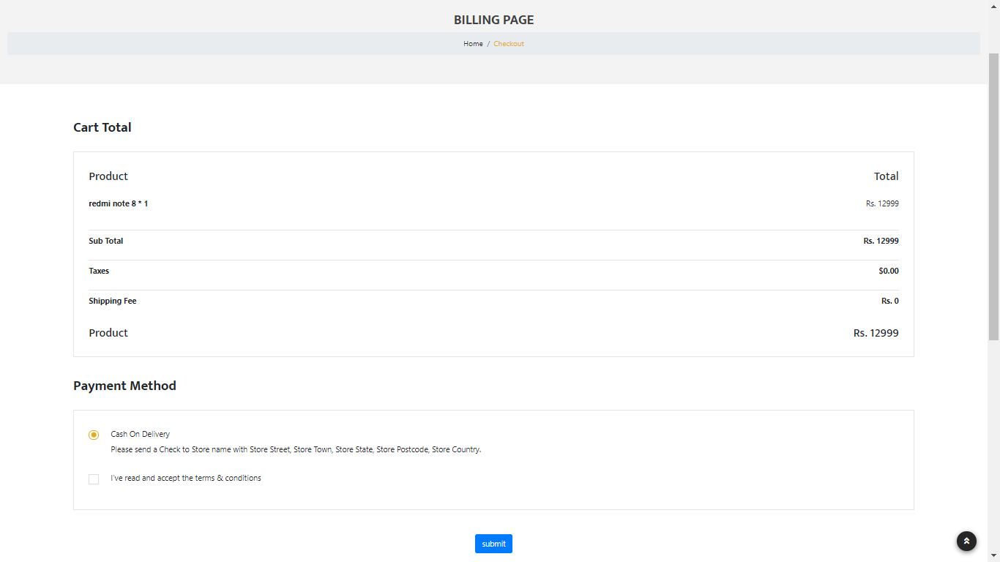 BILLING PAGE
Home / Checkout
Cart Total
Product Total
redmi note 8 * 1 Rs. 12999
Sub Total Rs. 12999
Taxes $0.00
Shipping Fee Rs. 0
Product Rs. 12999
Payment Method
Cash On Delivery
Please send a Check to Store name with Store Street, Store Town, Store State, Store Postcode, Store Country.
I've read and accept the terms & conditions
submit